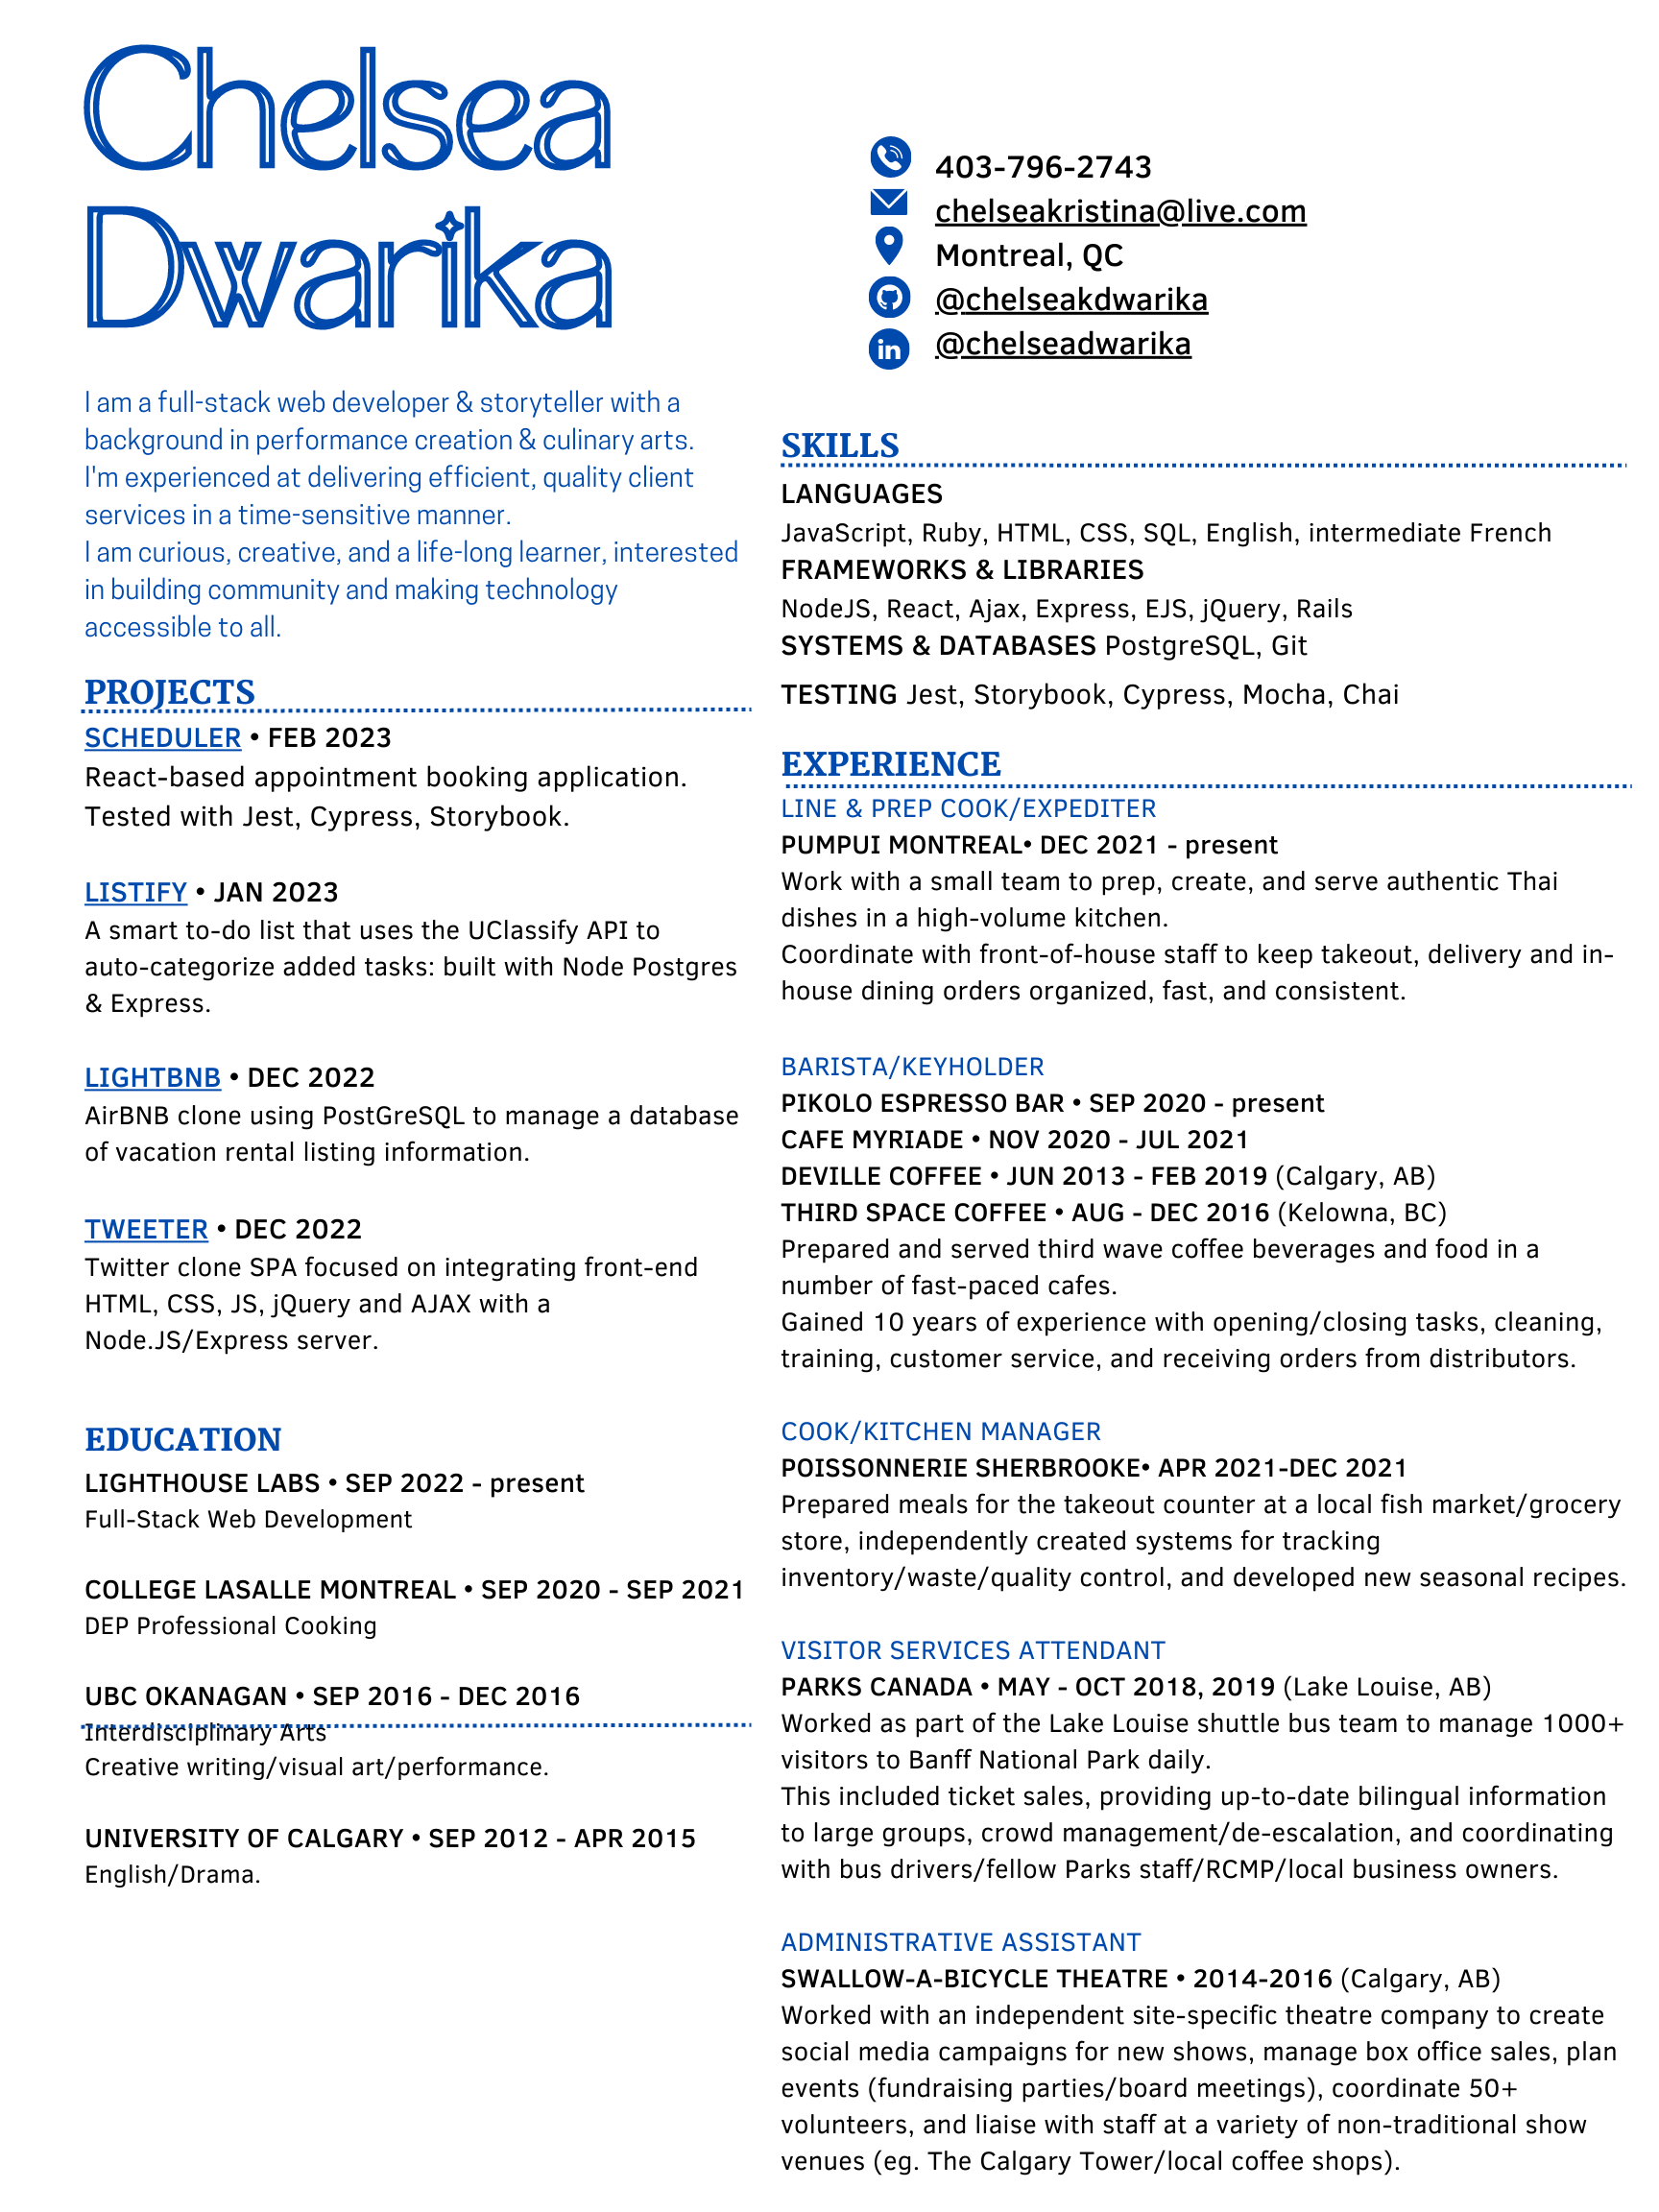 Chelsea
Dwarika
403-796-2743
chelseakristina@live.com
Montreal, QC
@chelseakdwarika
@chelseadwarika
I am a full-stack web developer & storyteller with a
background in performance creation & culinary arts.
I'm experienced at delivering efficient, quality client
services in a time-sensitive manner.
I am curious, creative, and a life-long learner, interested
in building community and making technology
accessible to all.
PROJECTS
SCHEDULER • FEB 2023
React-based appointment booking application.
Tested with Jest, Cypress, Storybook.
LISTIFY • JAN 2023
A smart to-do list that uses the UClassify API to
auto-categorize added tasks: built with Node Postgres
& Express.
LIGHTBNB • DEC 2022
AirBNB clone using PostGreSQL to manage a database
of vacation rental listing information.
TWEETER • DEC 2022
Twitter clone SPA focused on integrating front-end
HTML, CSS, JS, jQuery and AJAX with a
Node.JS/Express server.
EDUCATION
LIGHTHOUSE LABS • SEP 2022 - present
Full-Stack Web Development
COLLEGE LASALLE MONTREAL • SEP 2020 - SEP 2021
DEP Professional Cooking
UBC OKANAGAN • SEP 2016 - DEC 2016
Interdisciplinary Arts
Creative writing/visual art/performance.
UNIVERSITY OF CALGARY • SEP 2012 - APR 2015
English/Drama.
SKILLS
LANGUAGES
JavaScript, Ruby, HTML, CSS, SQL, English, intermediate French
FRAMEWORKS & LIBRARIES
NodeJS, React, Ajax, Express, EJS, jQuery, Rails
SYSTEMS & DATABASES PostgreSQL, Git
TESTING Jest, Storybook, Cypress, Mocha, Chai
EXPERIENCE
LINE & PREP COOK/EXPEDITER
PUMPUI MONTREAL• DEC 2021 - present
Work with a small team to prep, create, and serve authentic Thai
dishes in a high-volume kitchen.
Coordinate with front-of-house staff to keep takeout, delivery and in-
house dining orders organized, fast, and consistent.
BARISTA/KEYHOLDER
PIKOLO ESPRESSO BAR • SEP 2020 - present
CAFE MYRIADE • NOV 2020 - JUL 2021
DEVILLE COFFEE • JUN 2013 - FEB 2019 (Calgary, AB)
THIRD SPACE COFFEE • AUG - DEC 2016 (Kelowna, BC)
Prepared and served third wave coffee beverages and food in a
number of fast-paced cafes.
Gained 10 years of experience with opening/closing tasks, cleaning,
training, customer service, and receiving orders from distributors.
COOK/KITCHEN MANAGER
POISSONNERIE SHERBROOKE• APR 2021-DEC 2021
Prepared meals for the takeout counter at a local fish market/grocery
store, independently created systems for tracking
inventory/waste/quality control, and developed new seasonal recipes.
VISITOR SERVICES ATTENDANT
PARKS CANADA • MAY - OCT 2018, 2019 (Lake Louise, AB)
Worked as part of the Lake Louise shuttle bus team to manage 1000+
visitors to Banff National Park daily.
This included ticket sales, providing up-to-date bilingual information
to large groups, crowd management/de-escalation, and coordinating
with bus drivers/fellow Parks staff/RCMP/local business owners.
ADMINISTRATIVE ASSISTANT
SWALLOW-A-BICYCLE THEATRE • 2014-2016 (Calgary, AB)
Worked with an independent site-specific theatre company to create
social media campaigns for new shows, manage box office sales, plan
events (fundraising parties/board meetings), coordinate 50+
volunteers, and liaise with staff at a variety of non-traditional show
venues (eg. The Calgary Tower/local coffee shops).